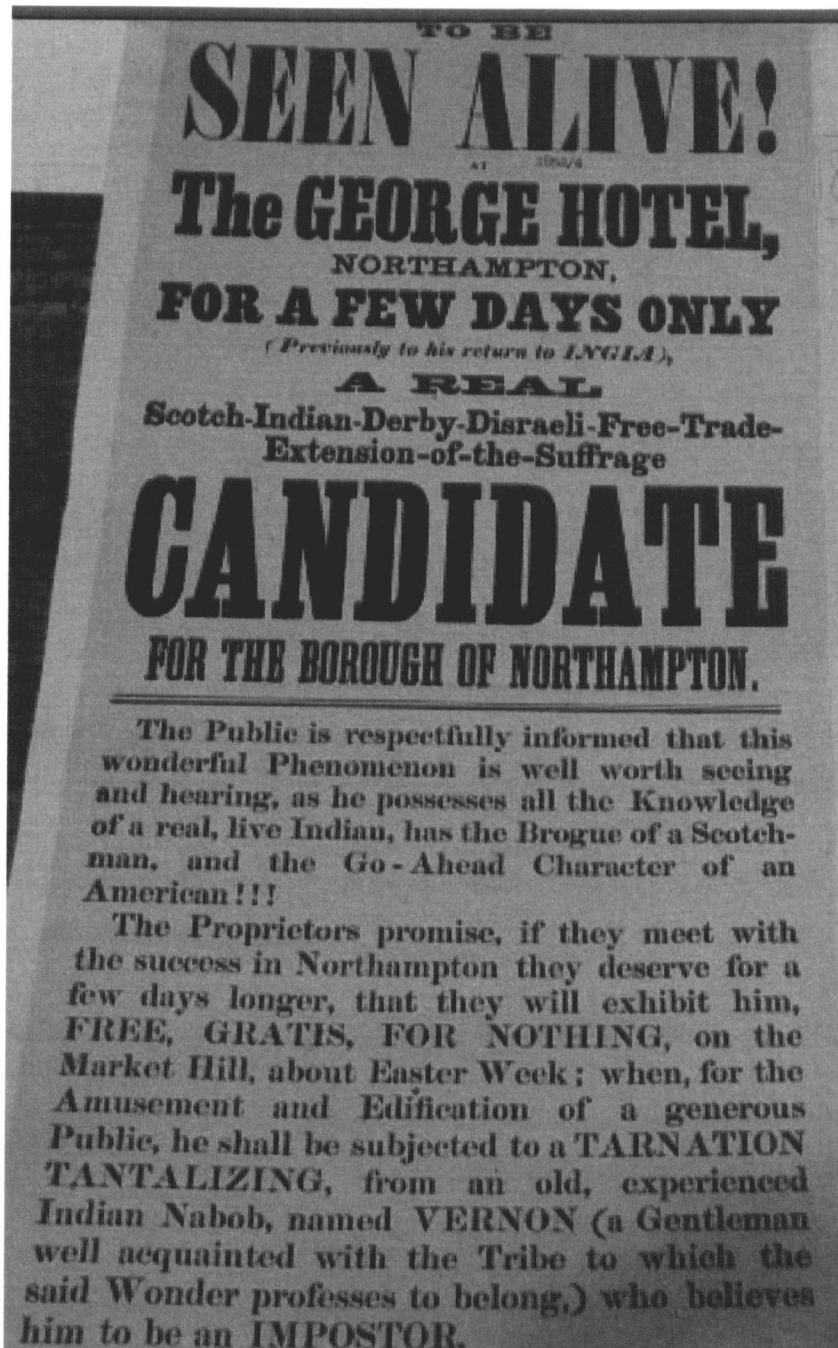 TO BE
SEEN ALIVE!
AT 1852/4
The GEORGE HOTEL,
NORTHAMPTON,
FOR A FEW DAYS ONLY
(Previously to his return to INGIA),
A REAL
Scotch-Indian-Derby-Disraeli-Free-Trade-
Extension-of-the-Suffrage
CANDIDATE
FOR THE BOROUGH OF NORTHAMPTON.
The Public is respectfully informed that this
wonderful Phenomenon is well worth seeing
and hearing, as he possesses all the Knowledge
of a real, live Indian, has the Brogue of a Scotch-
man, and the Go-Ahead Character of an
American!!!
The Proprietors promise, if they meet with
the success in Northampton they deserve for a
few days longer, that they will exhibit him,
FREE, GRATIS, FOR NOTHING, on the
Market Hill, about Easter Week; when, for the
Amusement and Edification of a generous
Public, he shall be subjected to a TARNATION
TANTALIZING, from an old, experienced
Indian Nabob, named VERNON (a Gentleman
well acquainted with the Tribe to which the
said Wonder professes to belong,) who believes
him to be an IMPOSTOR.